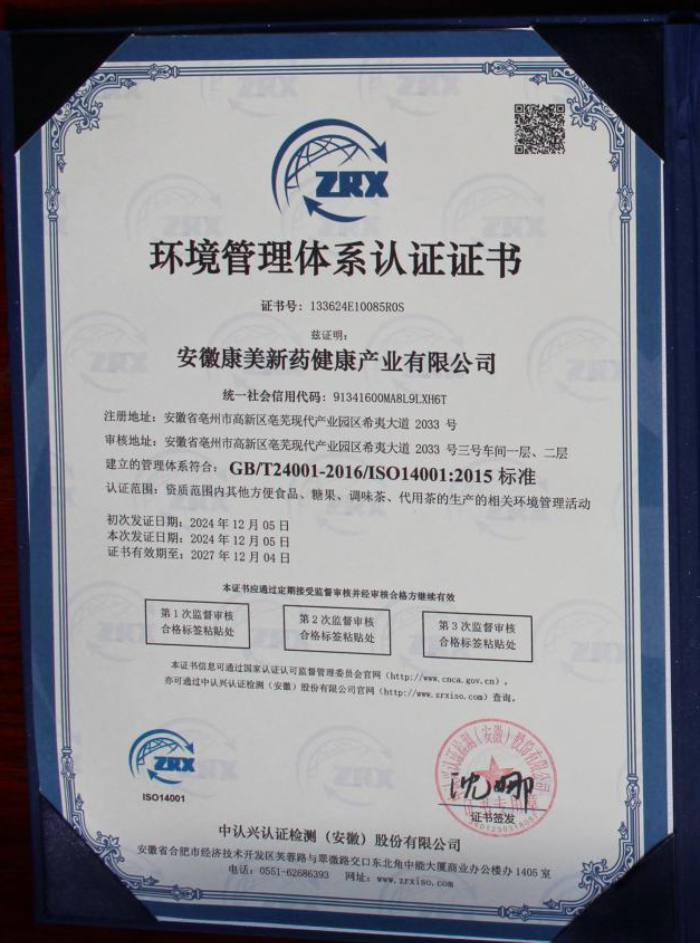 ZRX
环境管理体系认证证书
证书号：133624E10085R0S
兹证明：
安徽康美新药健康产业有限公司
统一社会信用代码：91341600MA8L9LXH6T
注册地址：安徽省亳州市高新区亳芜现代产业园区希夷大道 2033 号
审核地址：安徽省亳州市高新区亳芜现代产业园区希夷大道 2033 号三号车间一层、二层
建立的管理体系符合：GB/T24001-2016/ISO14001:2015 标准
认证范围：资质范围内其他方便食品、糖果、调味茶、代用茶的生产的相关环境管理活动
初次发证日期：2024 年 12 月 05 日
本次发证日期：2024 年 12 月 05 日
证书有效期至：2027 年 12 月 04 日
本证书应通过定期接受监督审核并经审核合格方继续有效
第 1 次监督审核
合格标签粘贴处
第 2 次监督审核
合格标签粘贴处
第 3 次监督审核
合格标签粘贴处
本证书信息可通过国家认证认可监督管理委员会官网（http://www.cnca.gov.cn），
亦可通过中认兴认证检测（安徽）股份有限公司官网（http://www.zrxiso.com）查询。
ZRX
ISO14001
沈娜
证书签发
中认兴认证检测（安徽）股份有限公司
安徽省合肥市经济技术开发区芙蓉路与翠微路交口东北角中能大厦商业办公楼办 1405 室
电话：0551-62686393 网址：www.zrxiso.com